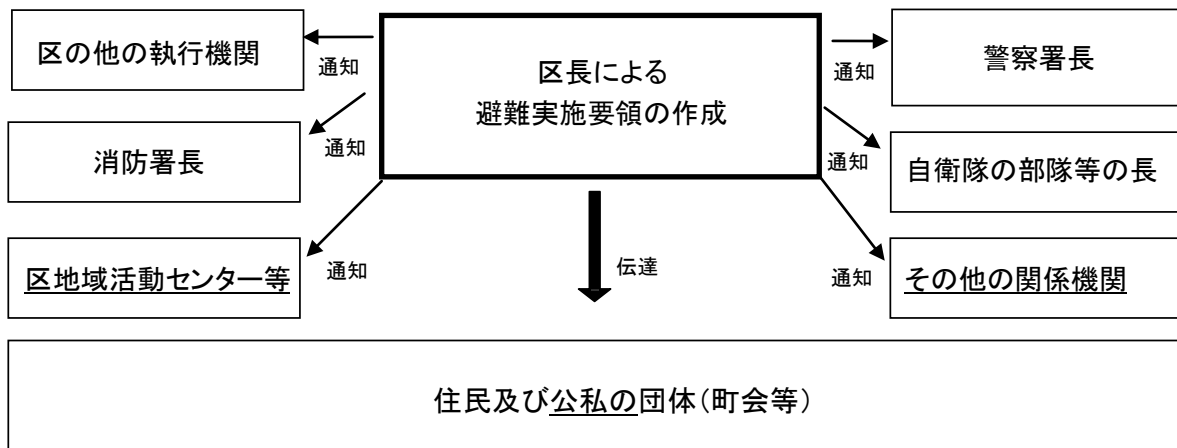 区の他の執行機関
通知
区長による
避難実施要領の作成
通知
警察署長
消防署長
通知
通知
自衛隊の部隊等の長
区地域活動センター等
通知
伝達
通知
その他の関係機関
住民及び公私の団体(町会等)